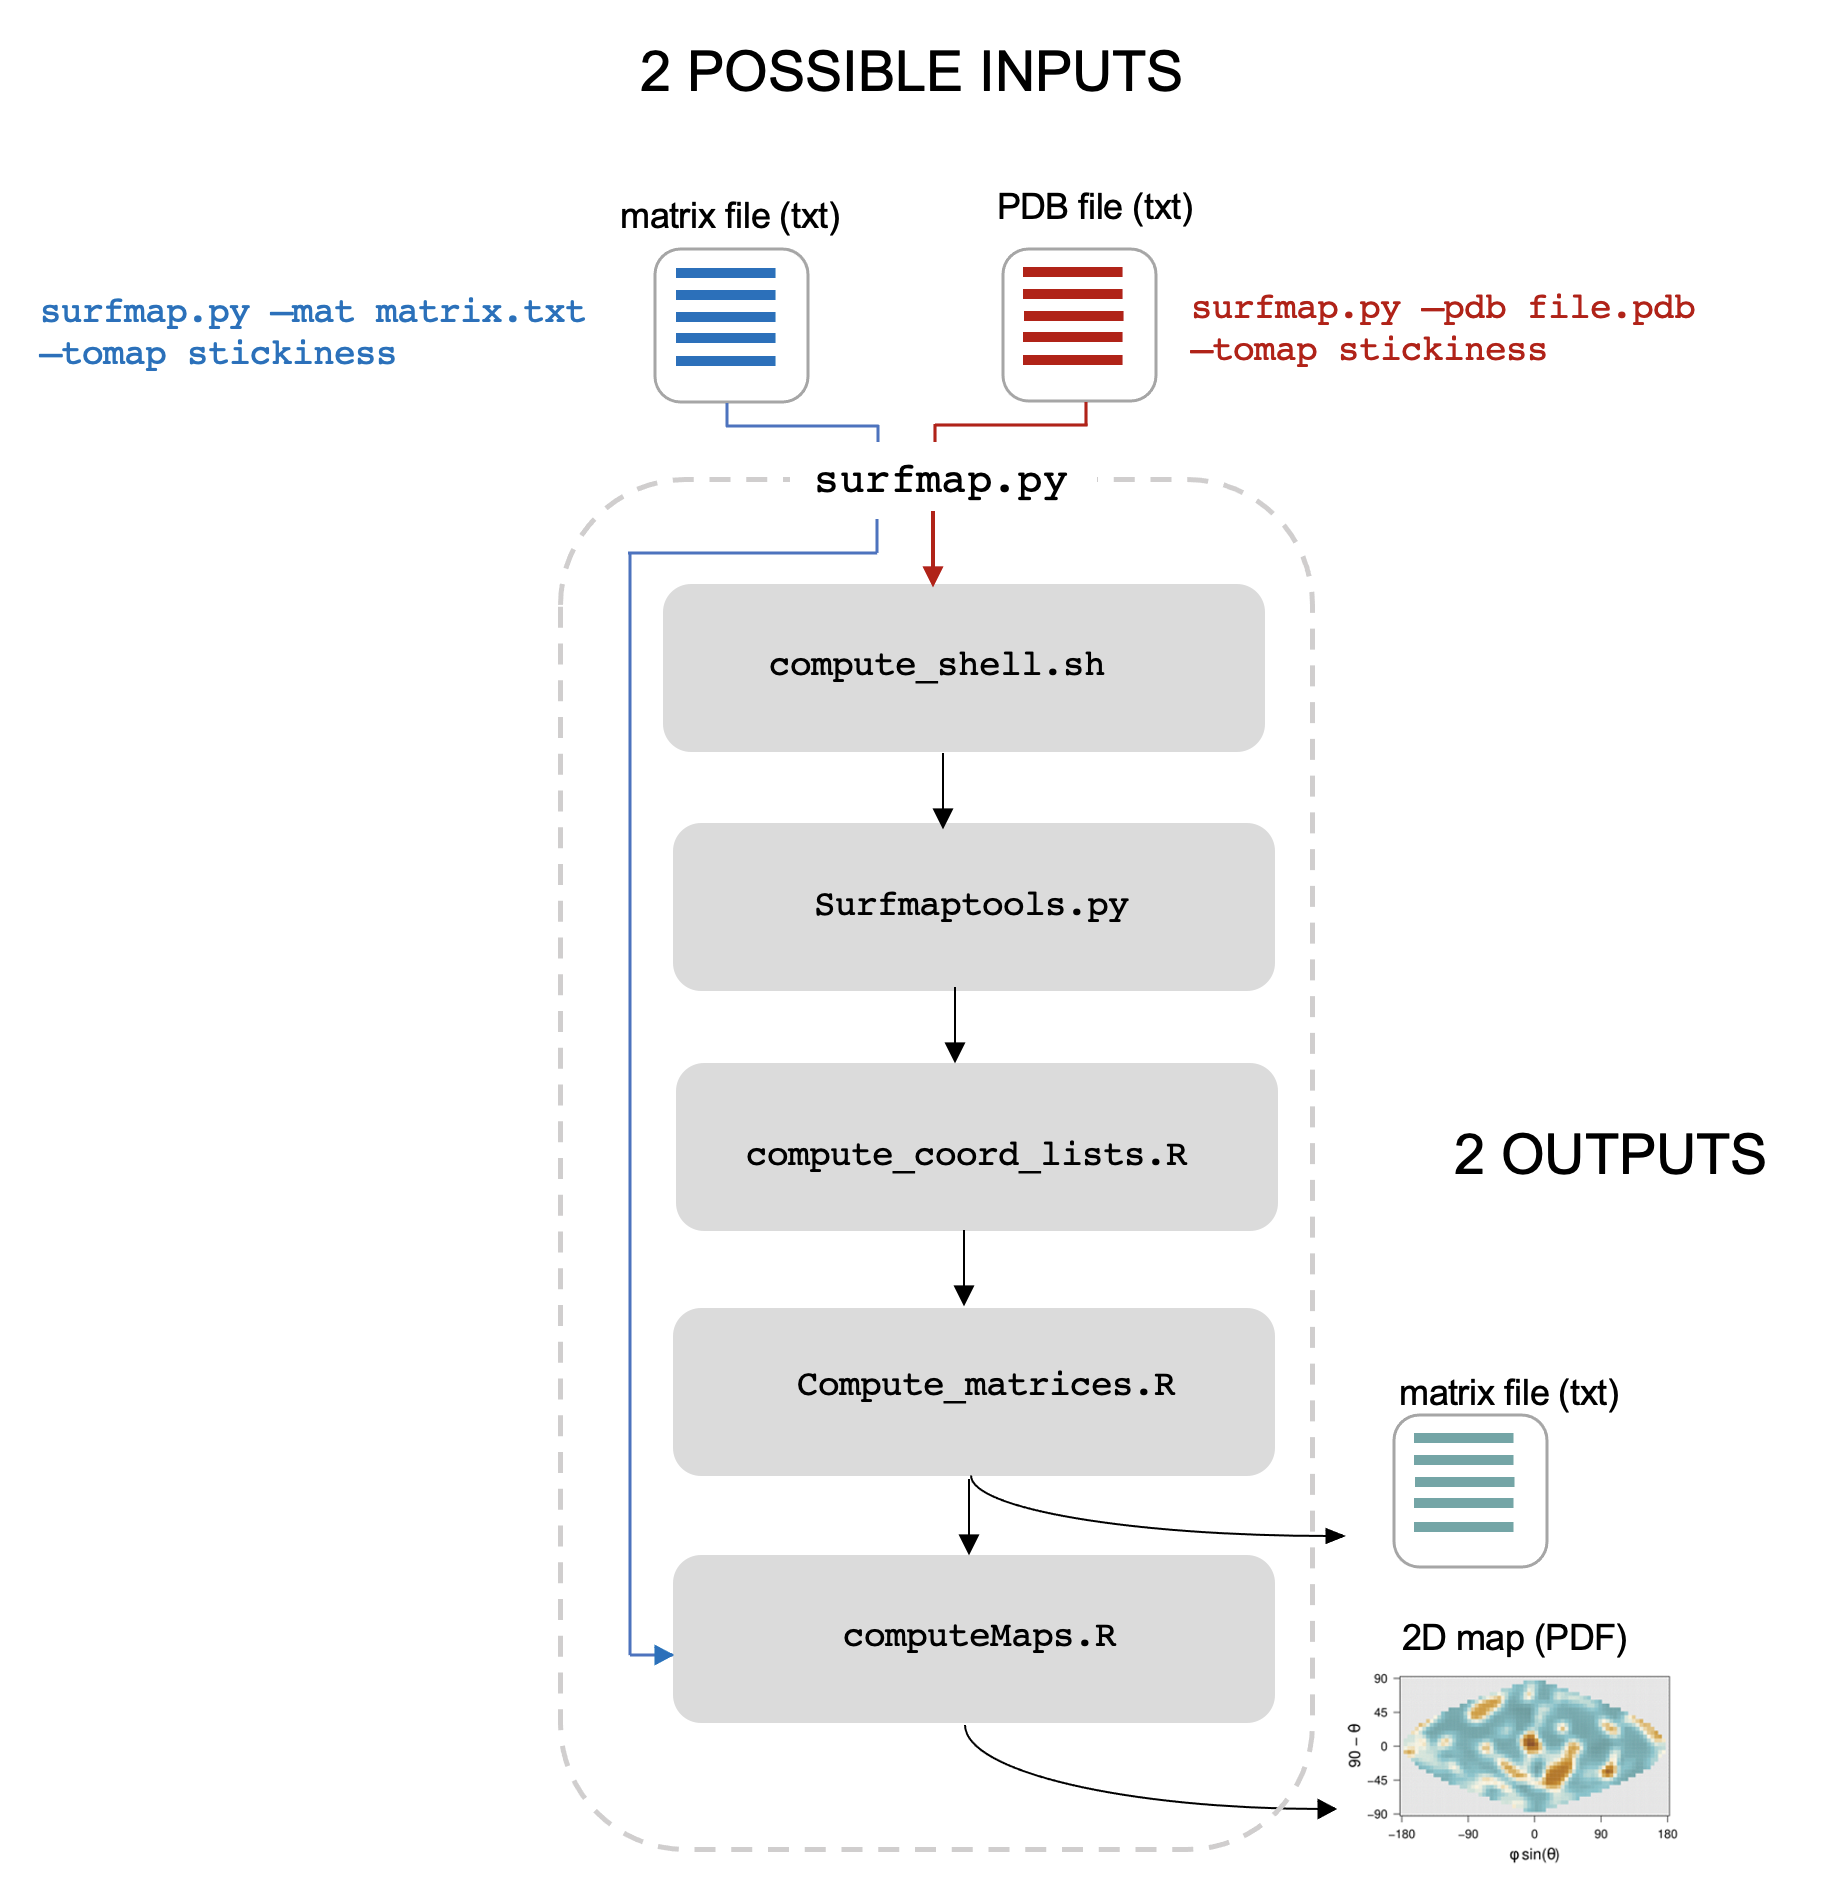 2 POSSIBLE INPUTS
matrix file (txt)
PDB file (txt)
surfmap.py –mat matrix.txt
–tomap stickiness
surfmap.py –pdb file.pdb
–tomap stickiness
surfmap.py
compute_shell.sh
Surfmaptools.py
compute_coord_lists.R
2 OUTPUTS
Compute_matrices.R
matrix file (txt)
computeMaps.R
2D map (PDF)
90
45
0
−45
−90
90 − θ
−180 −90 0 90 180
φ sin(θ)